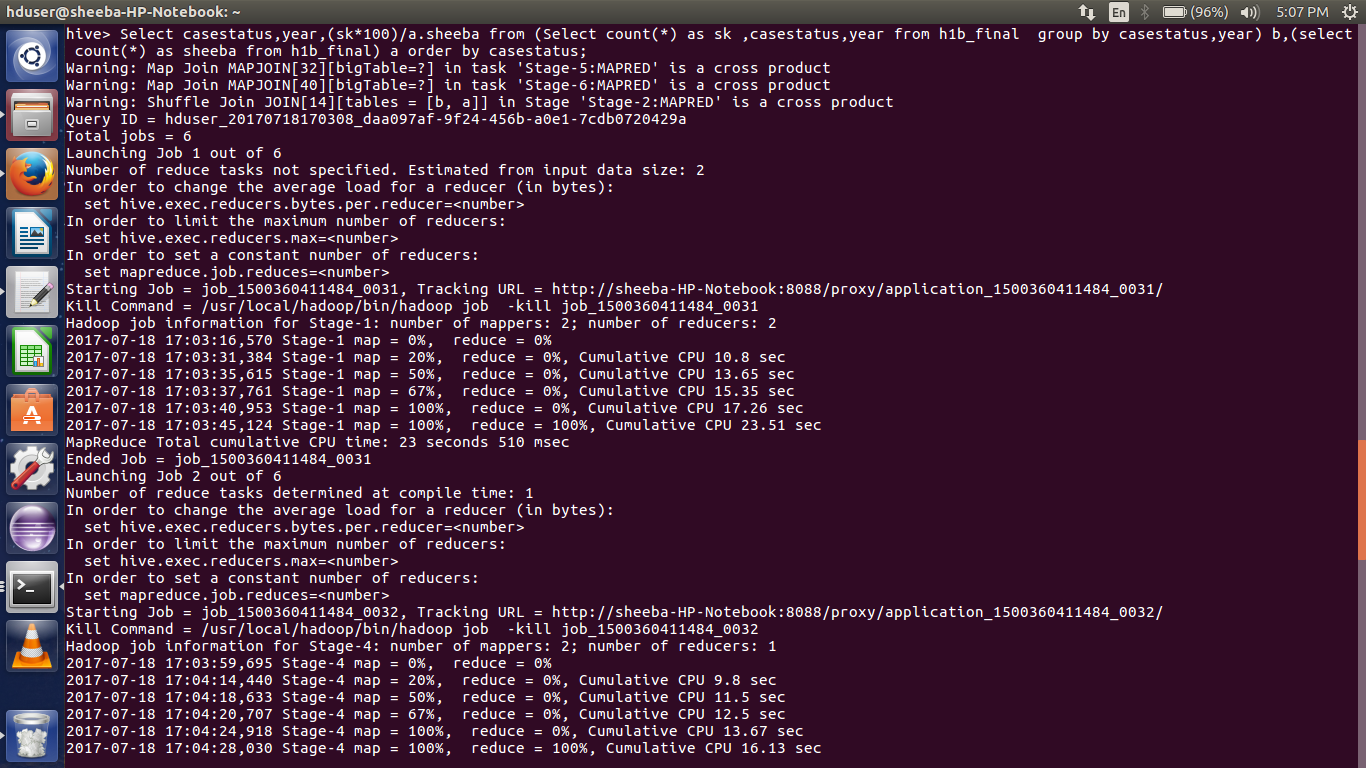 hduser@sheeba-HP-Notebook: ~ En (96%) 5:07 PM
hive> Select casestatus,year,(sk*100)/a.sheeba from (Select count(*) as sk ,casestatus,year from h1b_final  group by casestatus,year) b,(select
 count(*) as sheeba from h1b_final) a order by casestatus;
Warning: Map Join MAPJOIN[32][bigTable=?] in task 'Stage-5:MAPRED' is a cross product
Warning: Map Join MAPJOIN[40][bigTable=?] in task 'Stage-6:MAPRED' is a cross product
Warning: Shuffle Join JOIN[14][tables = [b, a]] in Stage 'Stage-2:MAPRED' is a cross product
Query ID = hduser_20170718170308_daa097af-9f24-456b-a0e1-7cdb0720429a
Total jobs = 6
Launching Job 1 out of 6
Number of reduce tasks not specified. Estimated from input data size: 2
In order to change the average load for a reducer (in bytes):
  set hive.exec.reducers.bytes.per.reducer=<number>
In order to limit the maximum number of reducers:
  set hive.exec.reducers.max=<number>
In order to set a constant number of reducers:
  set mapreduce.job.reduces=<number>
Starting Job = job_1500360411484_0031, Tracking URL = http://sheeba-HP-Notebook:8088/proxy/application_1500360411484_0031/
Kill Command = /usr/local/hadoop/bin/hadoop job  -kill job_1500360411484_0031
Hadoop job information for Stage-1: number of mappers: 2; number of reducers: 2
2017-07-18 17:03:16,570 Stage-1 map = 0%,  reduce = 0%
2017-07-18 17:03:31,384 Stage-1 map = 20%,  reduce = 0%, Cumulative CPU 10.8 sec
2017-07-18 17:03:35,615 Stage-1 map = 50%,  reduce = 0%, Cumulative CPU 13.65 sec
2017-07-18 17:03:37,761 Stage-1 map = 67%,  reduce = 0%, Cumulative CPU 15.35 sec
2017-07-18 17:03:40,953 Stage-1 map = 100%,  reduce = 0%, Cumulative CPU 17.26 sec
2017-07-18 17:03:45,124 Stage-1 map = 100%,  reduce = 100%, Cumulative CPU 23.51 sec
MapReduce Total cumulative CPU time: 23 seconds 510 msec
Ended Job = job_1500360411484_0031
Launching Job 2 out of 6
Number of reduce tasks determined at compile time: 1
In order to change the average load for a reducer (in bytes):
  set hive.exec.reducers.bytes.per.reducer=<number>
In order to limit the maximum number of reducers:
  set hive.exec.reducers.max=<number>
In order to set a constant number of reducers:
  set mapreduce.job.reduces=<number>
Starting Job = job_1500360411484_0032, Tracking URL = http://sheeba-HP-Notebook:8088/proxy/application_1500360411484_0032/
Kill Command = /usr/local/hadoop/bin/hadoop job  -kill job_1500360411484_0032
Hadoop job information for Stage-4: number of mappers: 2; number of reducers: 1
2017-07-18 17:03:59,695 Stage-4 map = 0%,  reduce = 0%
2017-07-18 17:04:14,440 Stage-4 map = 20%,  reduce = 0%, Cumulative CPU 9.8 sec
2017-07-18 17:04:18,633 Stage-4 map = 50%,  reduce = 0%, Cumulative CPU 11.5 sec
2017-07-18 17:04:20,707 Stage-4 map = 67%,  reduce = 0%, Cumulative CPU 12.5 sec
2017-07-18 17:04:24,918 Stage-4 map = 100%,  reduce = 0%, Cumulative CPU 13.67 sec
2017-07-18 17:04:28,030 Stage-4 map = 100%,  reduce = 100%, Cumulative CPU 16.13 sec